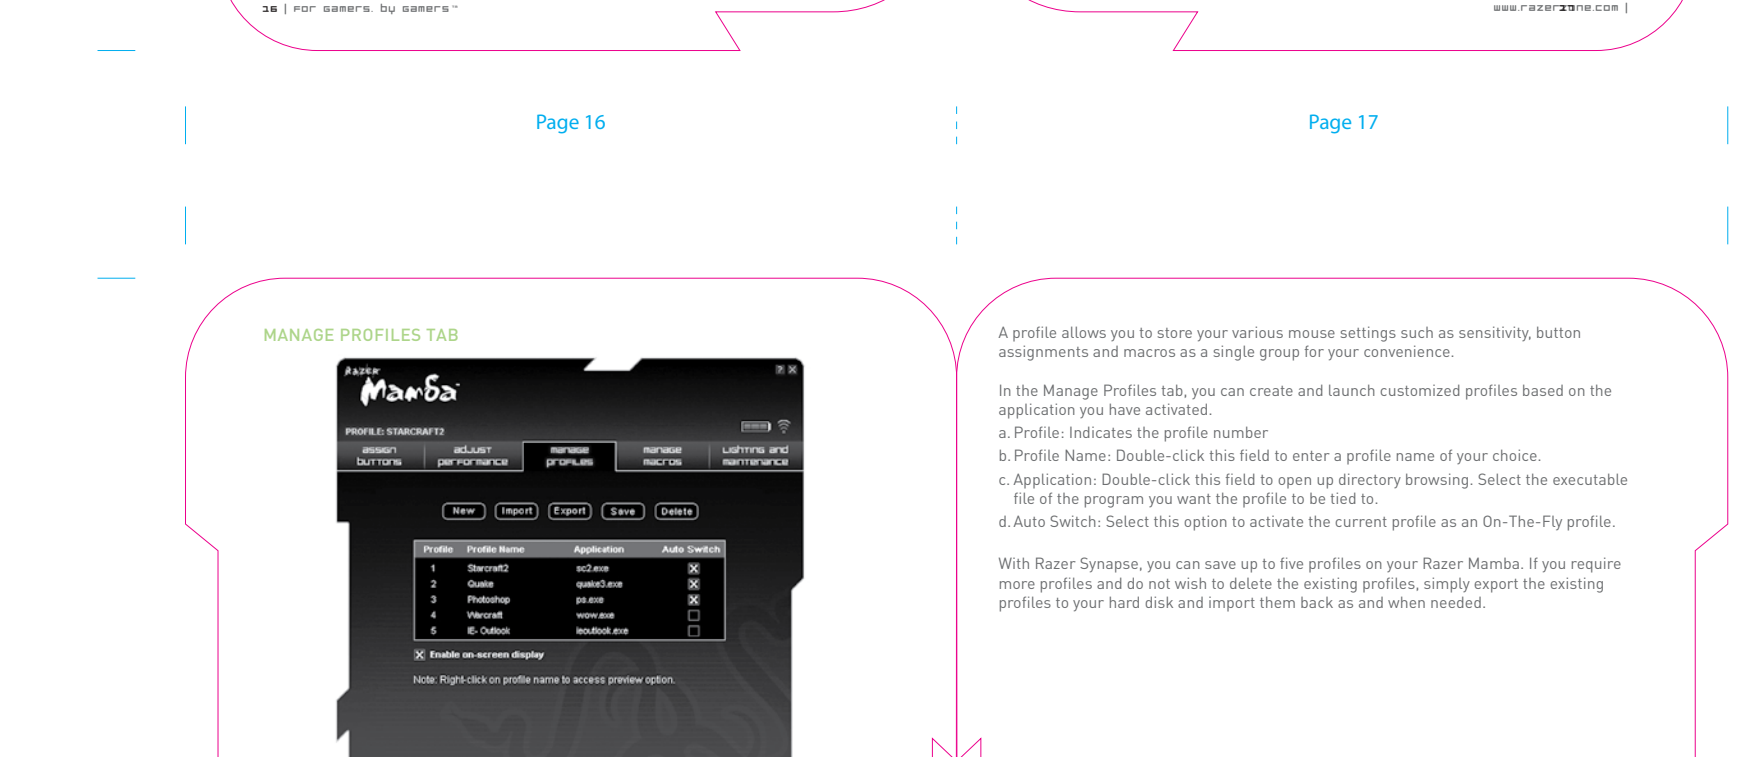 16 | For Gamers. By Gamers™
www.razerzone.com |
Page 16
Page 17
MANAGE PROFILES TAB
Razer
Mamba™
PROFILE: STARCRAFT2
assign buttons
adjust performance
manage profiles
manage macros
Lighting and maintenance
New Import Export Save Delete
Profile Profile Name Application Auto Switch
1 Starcraft2 sc2.exe
2 Quake quake3.exe
3 Photoshop ps.exe
4 Warcraft wow.exe
5 IE- Outlook ieoutlook.exe
Enable on-screen display
Note: Right-click on profile name to access preview option.
A profile allows you to store your various mouse settings such as sensitivity, button
assignments and macros as a single group for your convenience.
In the Manage Profiles tab, you can create and launch customized profiles based on the
application you have activated.
a. Profile: Indicates the profile number
b. Profile Name: Double-click this field to enter a profile name of your choice.
c. Application: Double-click this field to open up directory browsing. Select the executable
file of the program you want the profile to be tied to.
d. Auto Switch: Select this option to activate the current profile as an On-The-Fly profile.
With Razer Synapse, you can save up to five profiles on your Razer Mamba. If you require
more profiles and do not wish to delete the existing profiles, simply export the existing
profiles to your hard disk and import them back as and when needed.